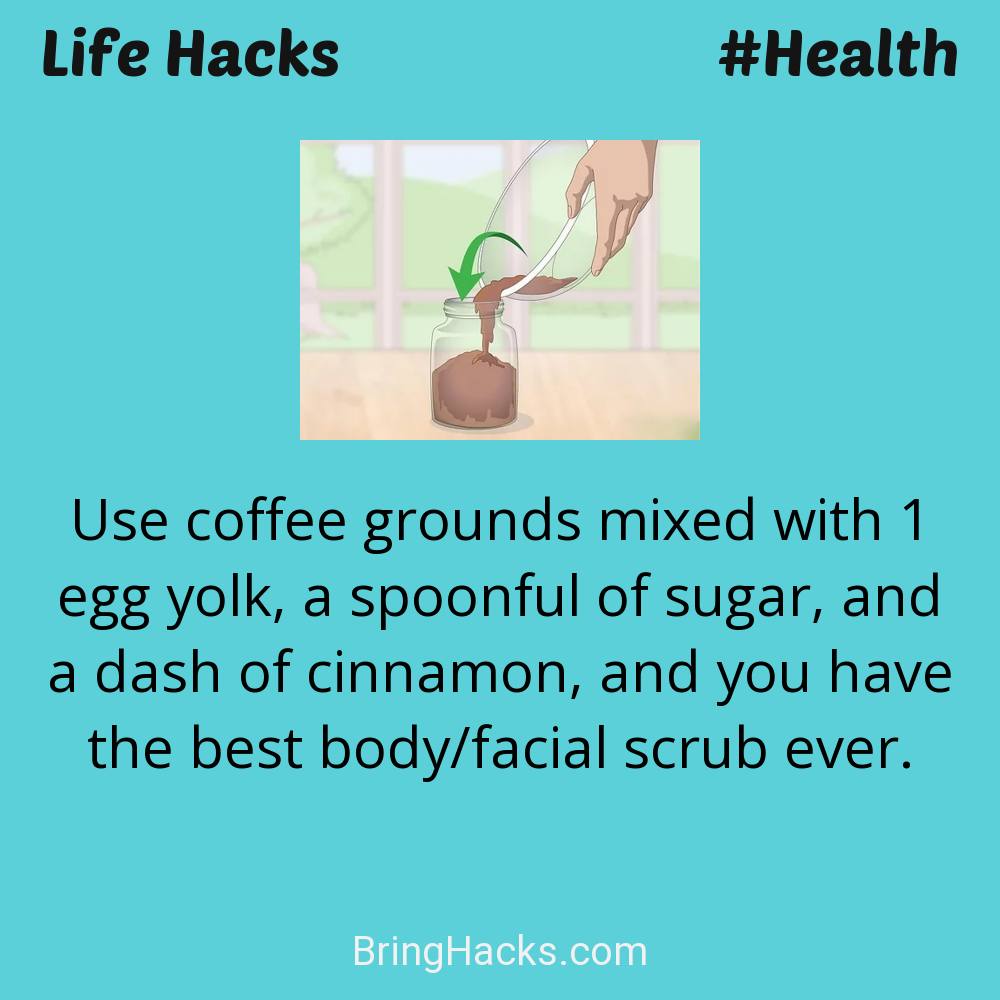 Life Hacks
#Health
Use coffee grounds mixed with 1
egg yolk, a spoonful of sugar, and
a dash of cinnamon, and you have
the best body/facial scrub ever.
BringHacks.com